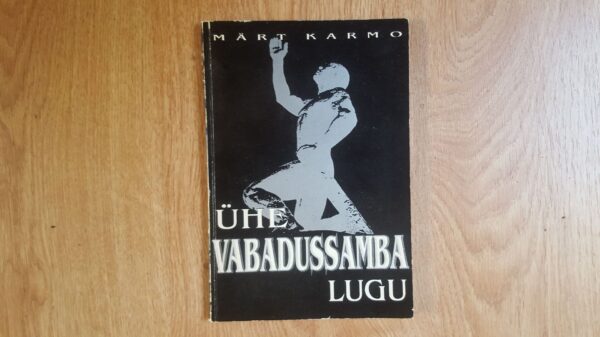 MÄRT KARMO
ÜHE
VABADUSSAMBA
LUGU